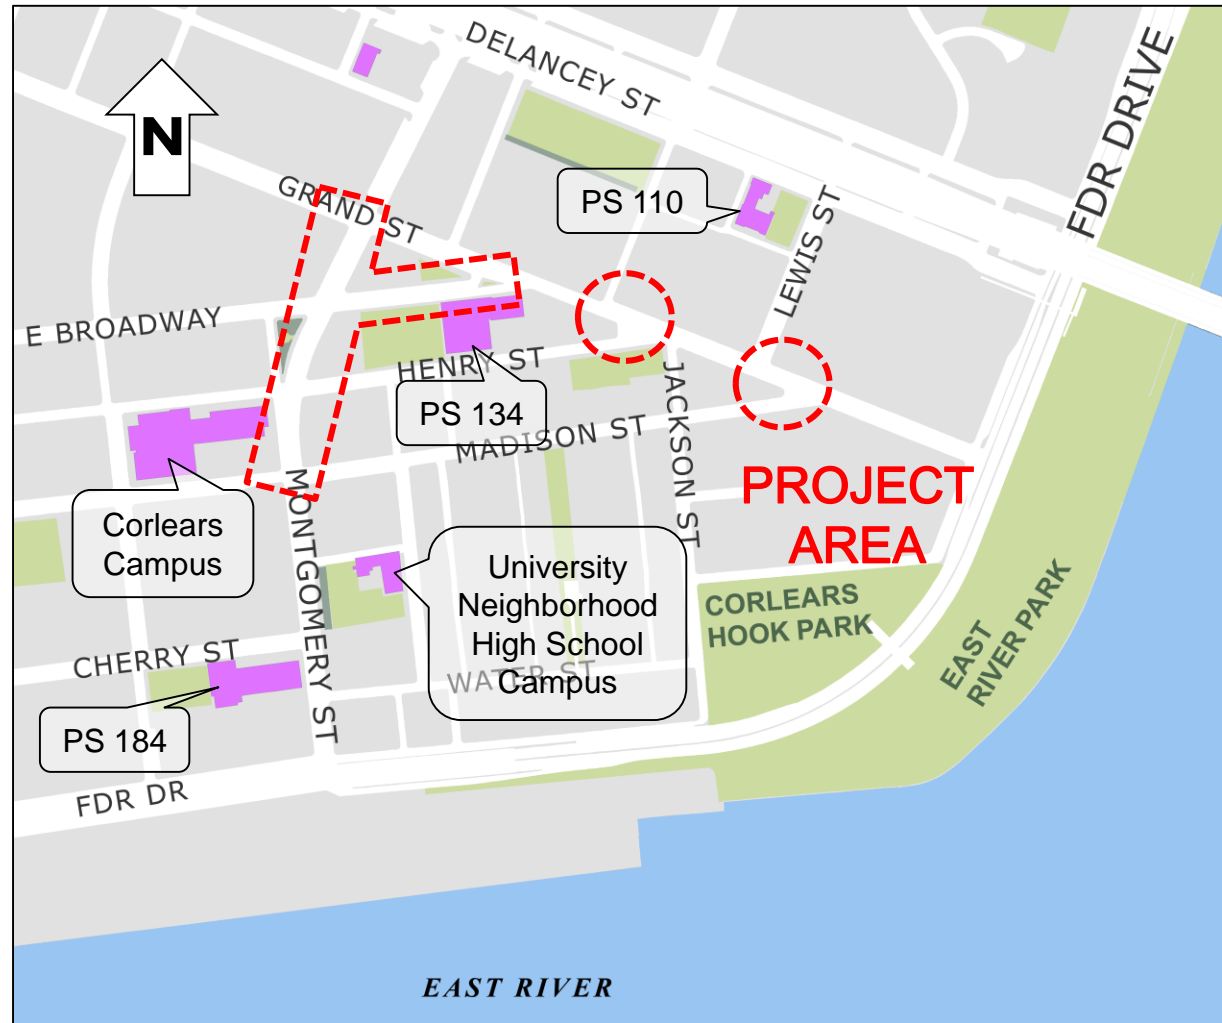 DELANCEY ST
FDR DRIVE
N
GRAND ST
PS 110
LEWIS ST
E BROADWAY
HENRY ST
PS 134
JACKSON ST
MADISON ST
PROJECT
AREA
MONTGOMERY ST
Corlears
Campus
University
Neighborhood
High School
Campus
CORLEARS
HOOK PARK
EAST
RIVER PARK
CHERRY ST
WATER ST
PS 184
FDR DR
EAST RIVER